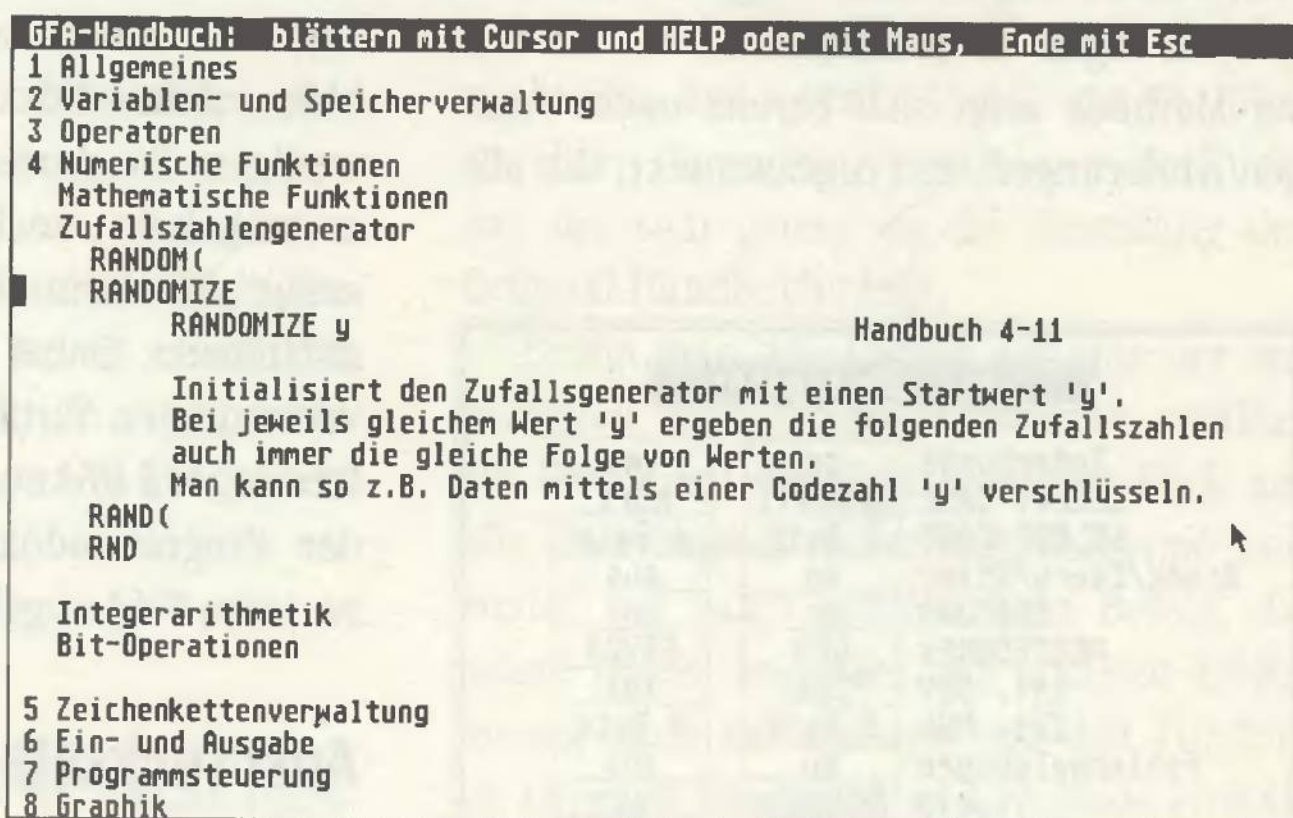 GFA-Handbuch: blättern mit Cursor und HELP oder mit Maus, Ende mit Esc
1 Allgemeines
2 Variablen- und Speicherverwaltung
3 Operatoren
4 Numerische Funktionen
Mathematische Funktionen
Zufallszahlengenerator
RANDOM(
RANDOMIZE
RANDOMIZE y Handbuch 4-11
Initialisiert den Zufallsgenerator mit einen Startwert 'y'.
Bei jeweils gleichem Wert 'y' ergeben die folgenden Zufallszahlen
auch immer die gleiche Folge von Werten.
Man kann so z.B. Daten mittels einer Codezahl 'y' verschlüsseln.
RAND(
RND
Integerarithmetik
Bit-Operationen
5 Zeichenkettenverwaltung
6 Ein- und Ausgabe
7 Programmsteuerung
8 Graphik